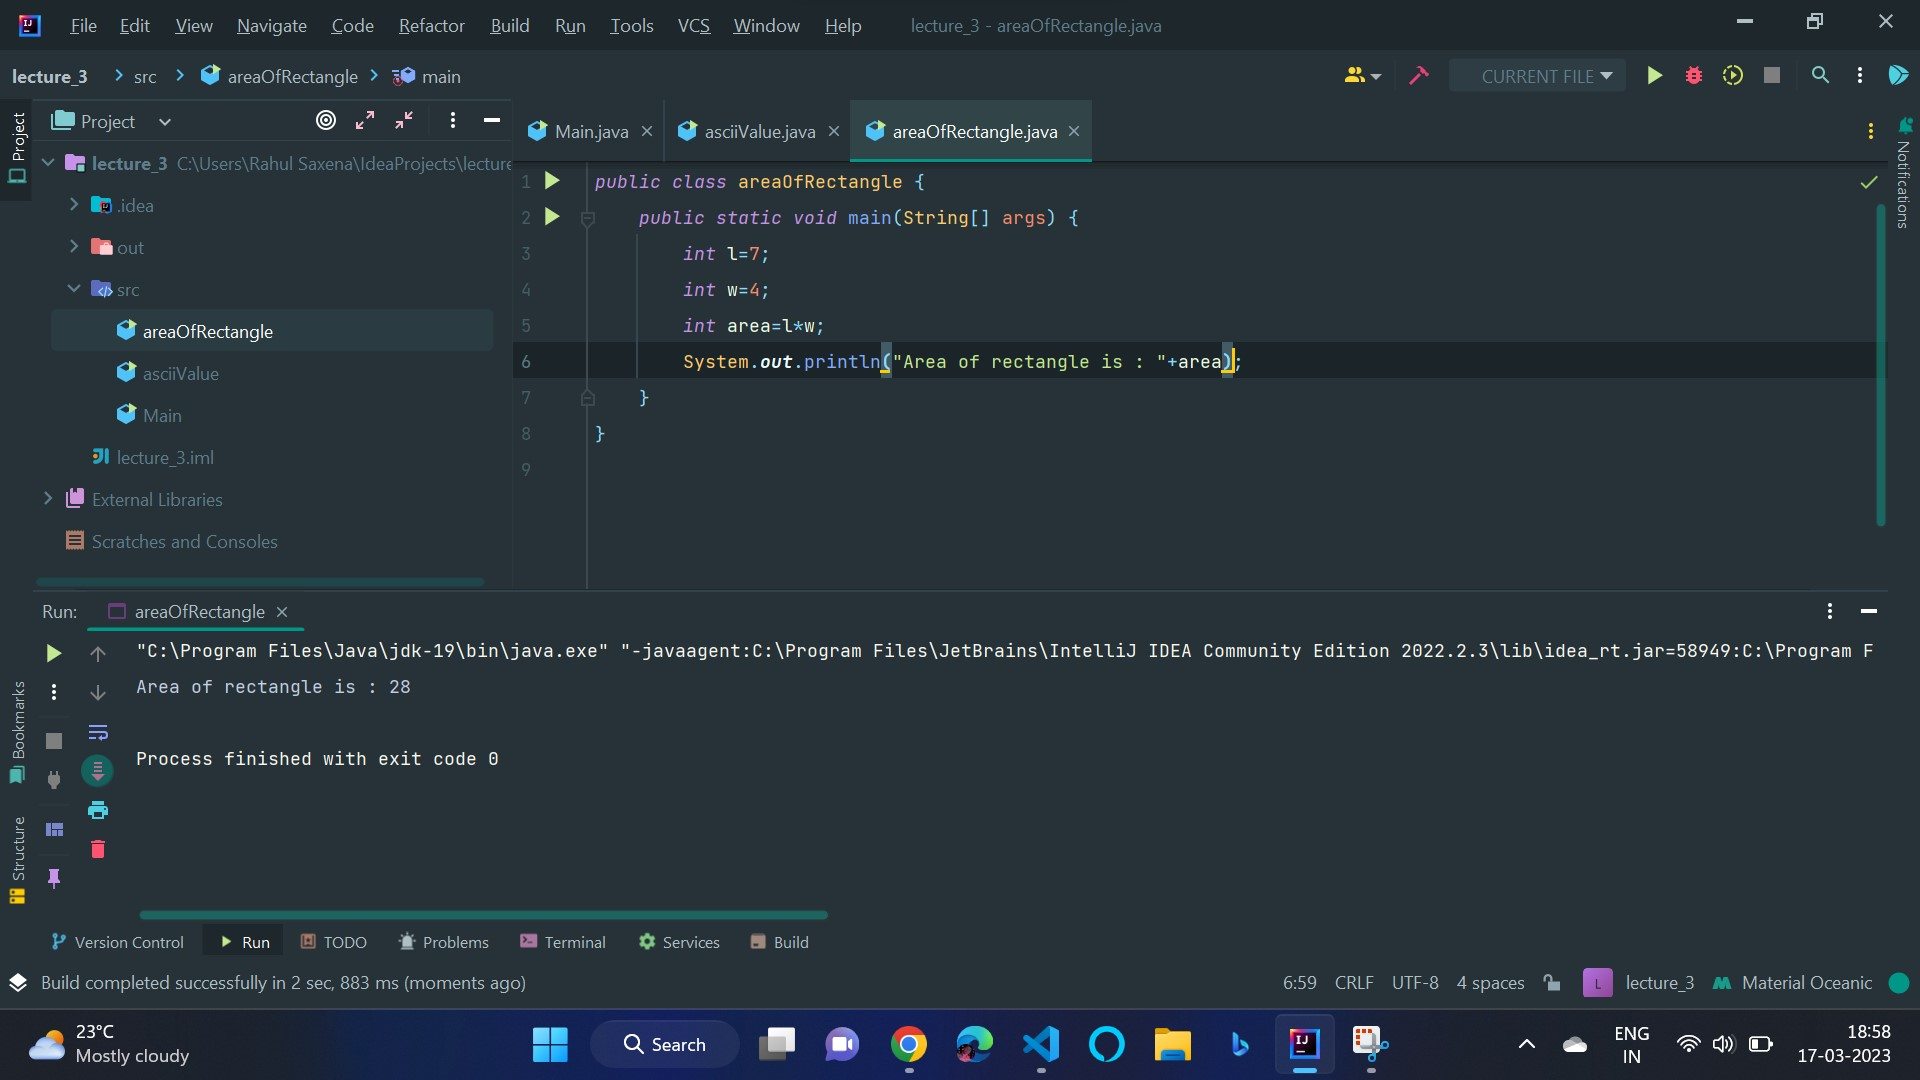 File Edit View Navigate Code Refactor Build Run Tools VCS Window Help lecture_3 - areaOfRectangle.java
lecture_3 src areaOfRectangle main CURRENT FILE
Project
Project
Main.java asciiValue.java areaOfRectangle.java
Notifications
lecture_3 C:\Users\Rahul Saxena\IdeaProjects\lecture
.idea
out
src
areaOfRectangle
asciiValue
Main
lecture_3.iml
External Libraries
Scratches and Consoles
1 public class areaOfRectangle {
2 public static void main(String[] args) {
3 int l=7;
4 int w=4;
5 int area=l*w;
6 System.out.println("Area of rectangle is : "+area);
7 }
8 }
9
Run: areaOfRectangle
"C:\Program Files\Java\jdk-19\bin\java.exe" "-javaagent:C:\Program Files\JetBrains\IntelliJ IDEA Community Edition 2022.2.3\lib\idea_rt.jar=58949:C:\Program F
Area of rectangle is : 28
Process finished with exit code 0
Bookmarks
Structure
Version Control Run TODO Problems Terminal Services Build
Build completed successfully in 2 sec, 883 ms (moments ago) 6:59 CRLF UTF-8 4 spaces L lecture_3 Material Oceanic
23°C
Mostly cloudy
Search
IJ
ENG
IN
18:58
17-03-2023